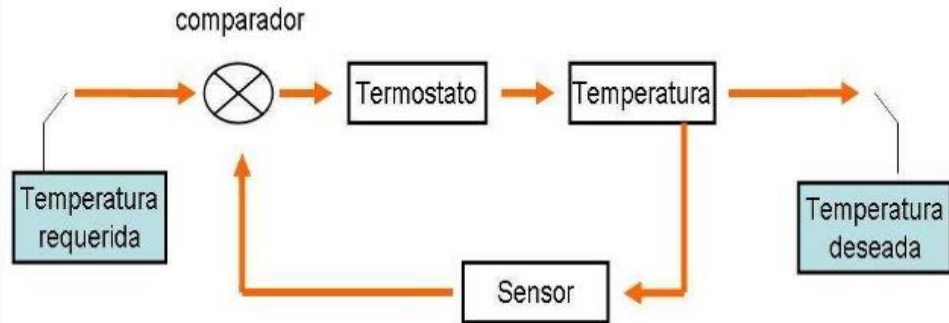 comparador
Termostato
Temperatura
Temperatura
requerida
Temperatura
deseada
Sensor